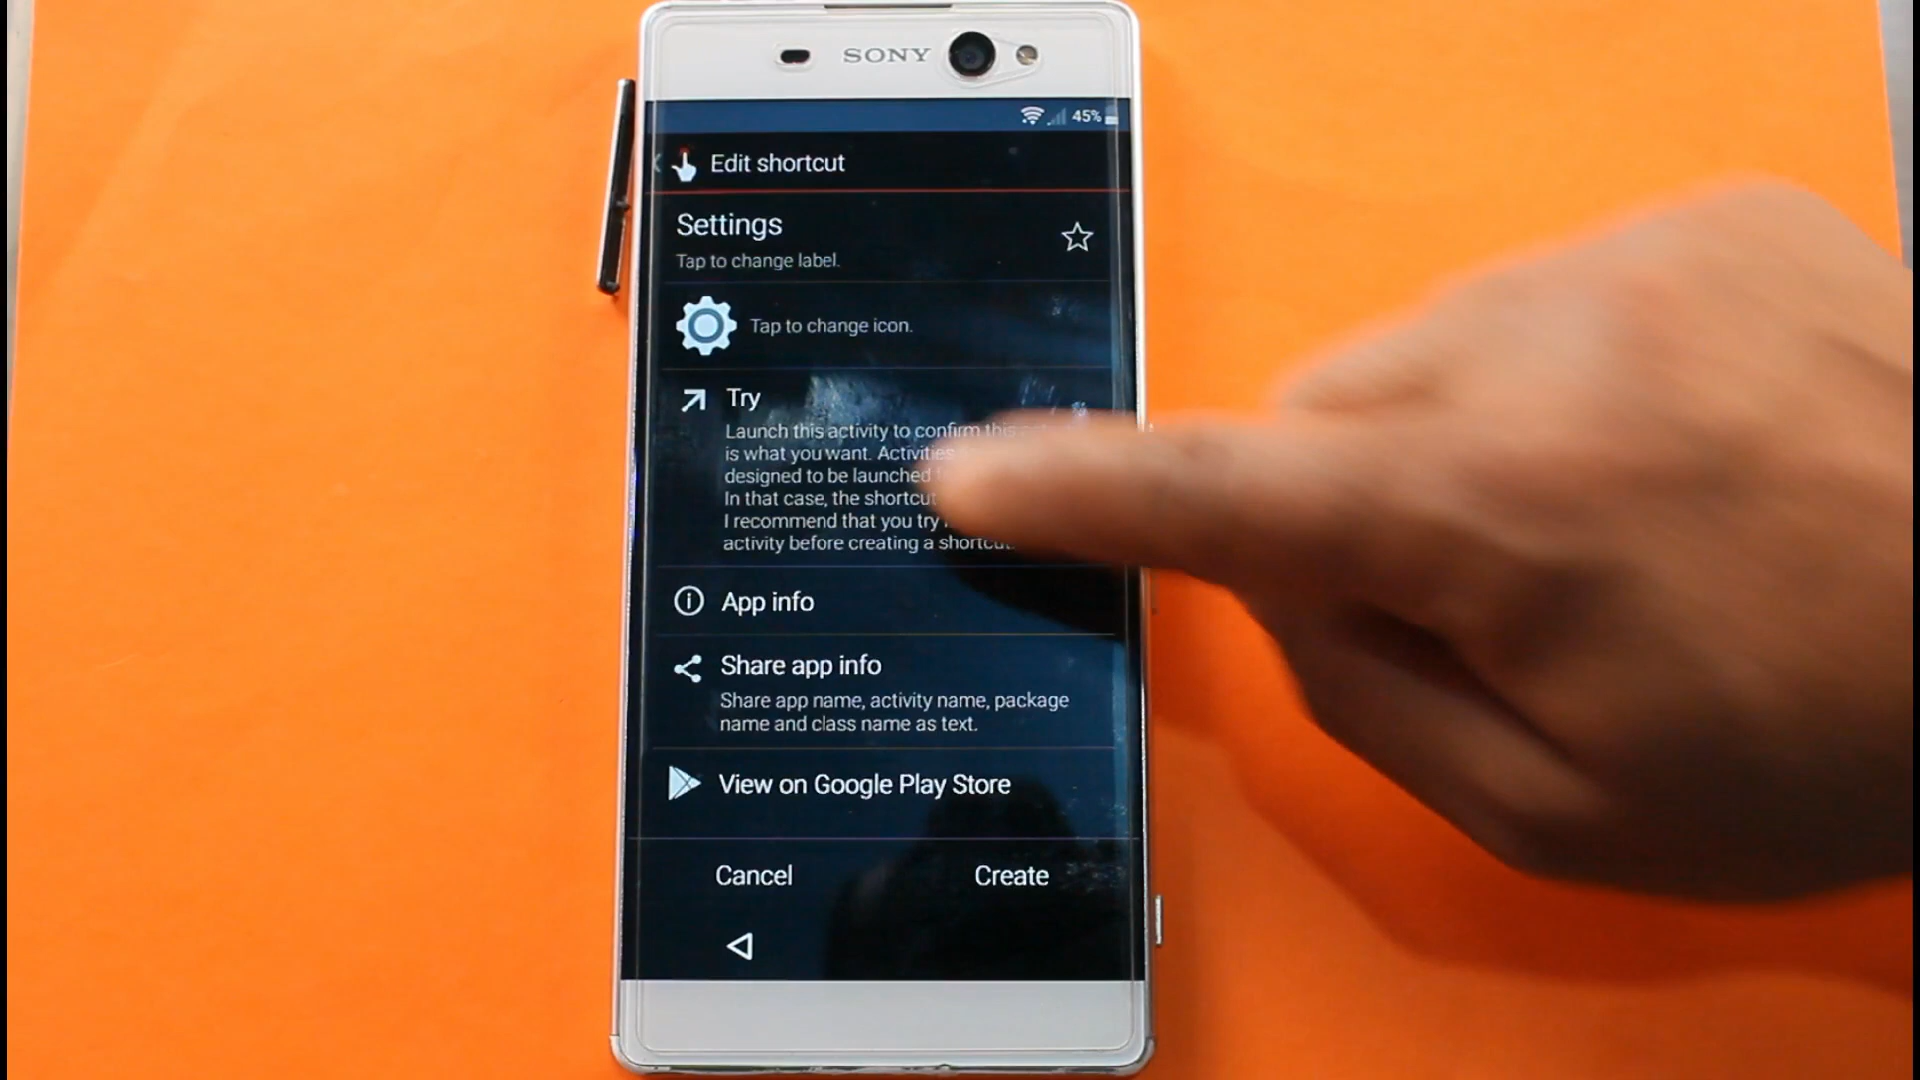 SONY
45%
Edit shortcut
Settings
Tap to change label.
Tap to change icon.
Try
Launch this activity to confirm this
is what you want. Activities
designed to be launched
In that case, the shortcut
I recommend that you try
activity before creating a shortcut.
App info
Share app info
Share app name, activity name, package
name and class name as text.
View on Google Play Store
Cancel
Create